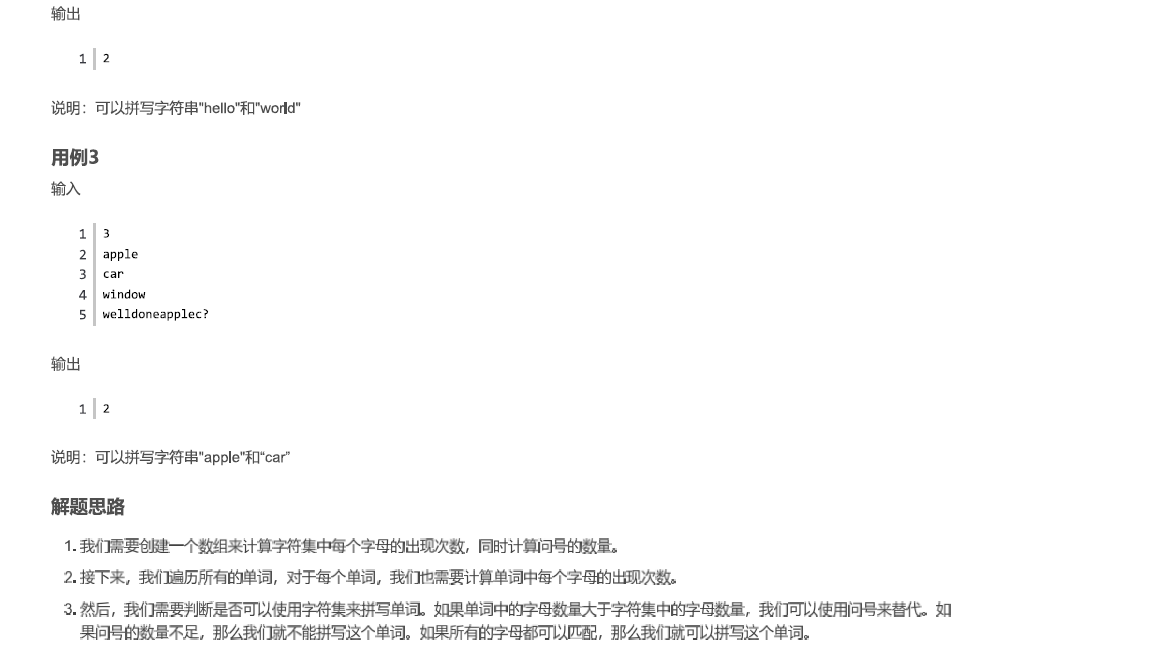 输出
1 2
说明：可以拼写字符串"hello"和"world"
用例3
输入
1 3
2 apple
3 car
4 window
5 welldoneapplec?
输出
1 2
说明：可以拼写字符串"apple"和“car”
解题思路
1. 我们需要创建一个数组来计算字符集中每个字母的出现次数，同时计算问号的数量。
2. 接下来，我们遍历所有的单词，对于每个单词，我们也需要计算单词中每个字母的出现次数。
3. 然后，我们需要判断是否可以使用字符集来拼写单词。如果单词中的字母数量大于字符集中的字母数量，我们可以使用问号来替代。如
果问号的数量不足，那么我们就不能拼写这个单词。如果所有的字母都可以匹配，那么我们就可以拼写这个单词。